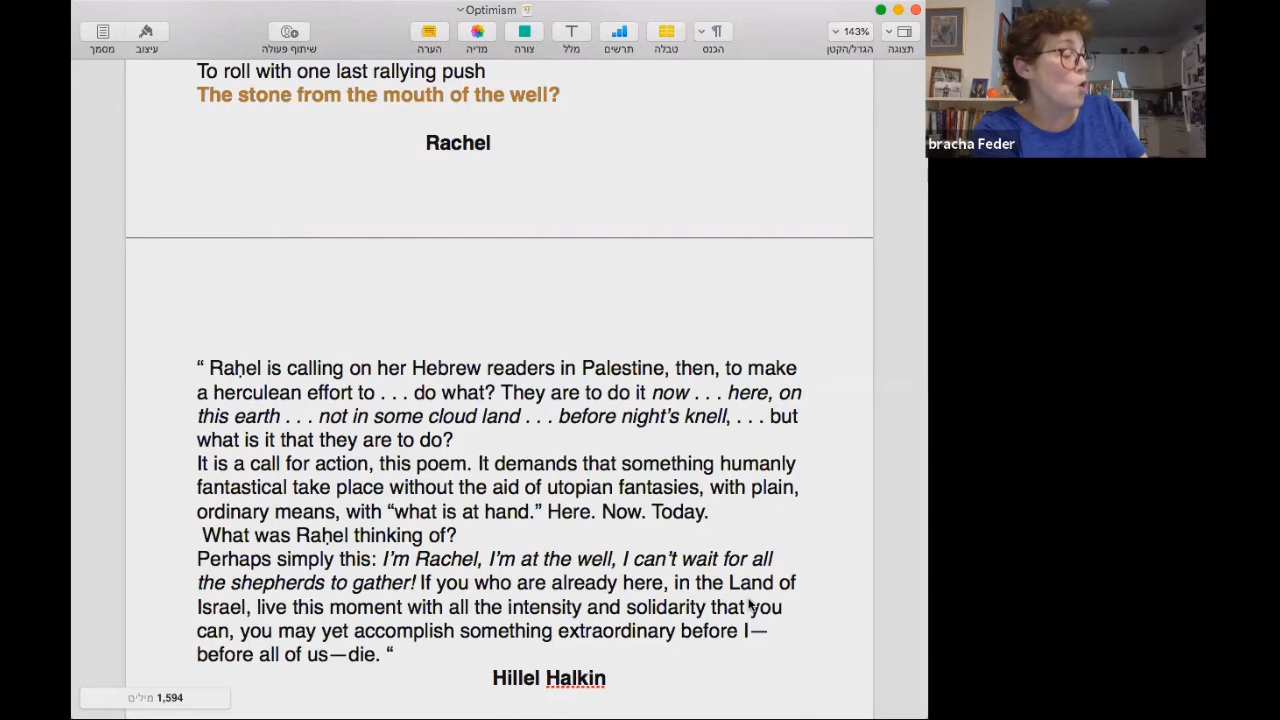 Optimism
מסמך
עיצוב
שיתוף פעולה
הערה
מדיה
צורה
מלל
תרשים
טבלה
הכנס
143%
הגדל/הקטן
תצוגה
To roll with one last rallying push
The stone from the mouth of the well?
Rachel
bracha Feder
“ Raḥel is calling on her Hebrew readers in Palestine, then, to make
a herculean effort to . . . do what? They are to do it now . . . here, on
this earth . . . not in some cloud land . . . before night’s knell, . . . but
what is it that they are to do?
It is a call for action, this poem. It demands that something humanly
fantastical take place without the aid of utopian fantasies, with plain,
ordinary means, with “what is at hand.” Here. Now. Today.
What was Raḥel thinking of?
Perhaps simply this: I’m Rachel, I’m at the well, I can’t wait for all
the shepherds to gather! If you who are already here, in the Land of
Israel, live this moment with all the intensity and solidarity that you
can, you may yet accomplish something extraordinary before I—
before all of us—die. “
Hillel Halkin
1,594 מילים